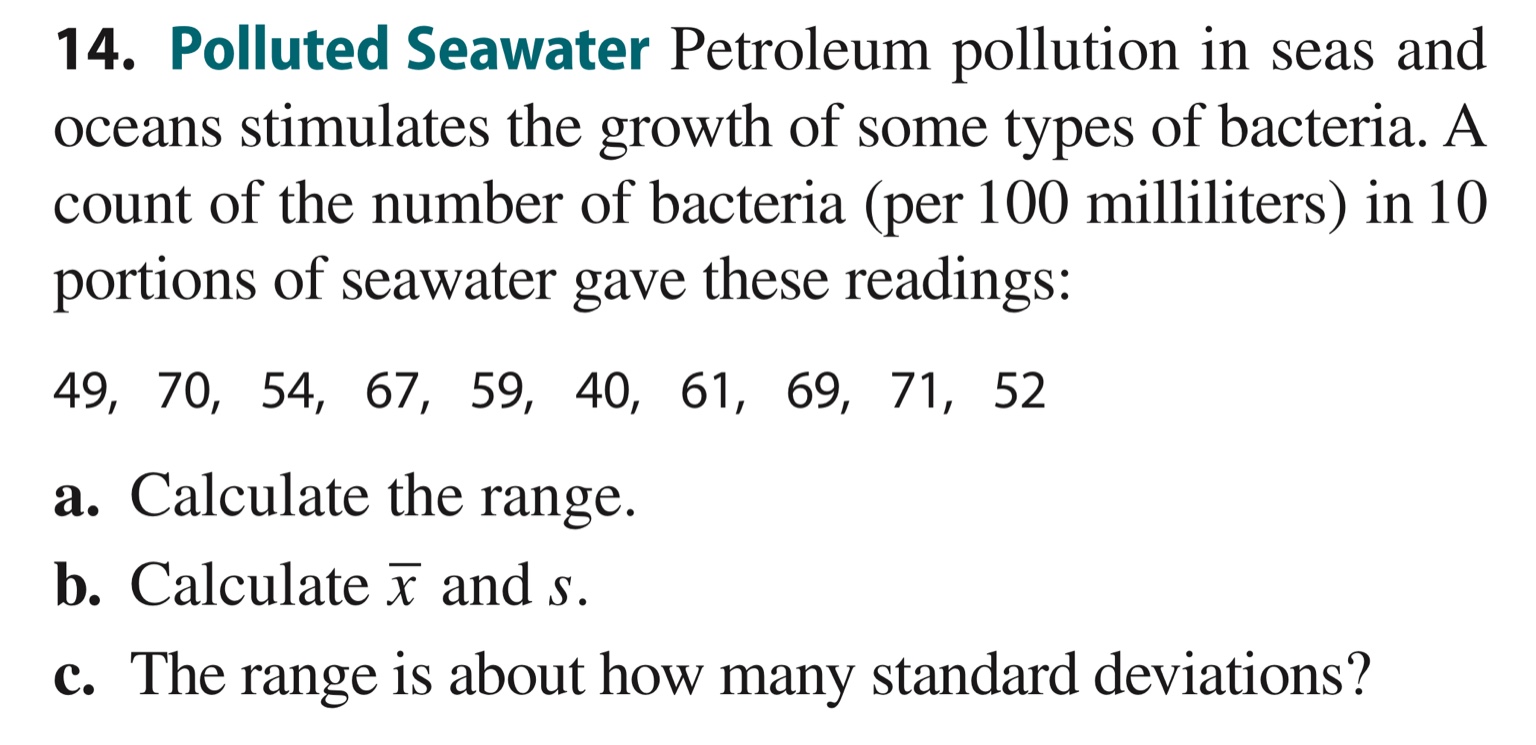 14. Polluted Seawater Petroleum pollution in seas and
oceans stimulates the growth of some types of bacteria. A
count of the number of bacteria (per 100 milliliters) in 10
portions of seawater gave these readings:
49, 70, 54, 67, 59, 40, 61, 69, 71, 52
a. Calculate the range.
b. Calculate x̅ and s.
c. The range is about how many standard deviations?